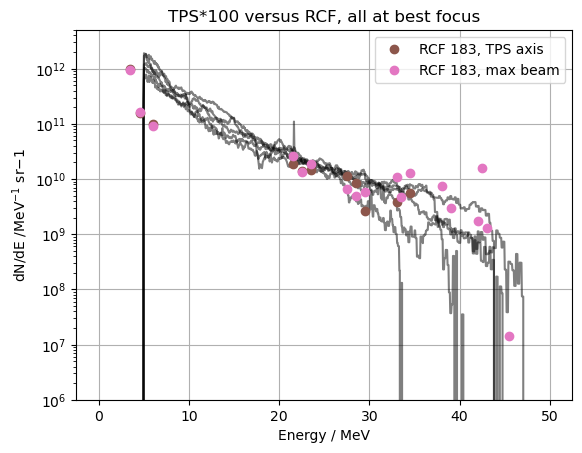 TPS*100 versus RCF, all at best focus
RCF 183, TPS axis
RCF 183, max beam
dN/dE /MeV⁻¹ sr−1
10¹²
10¹¹
10¹⁰
10⁹
10⁸
10⁷
10⁶
0 10 20 30 40 50
Energy / MeV